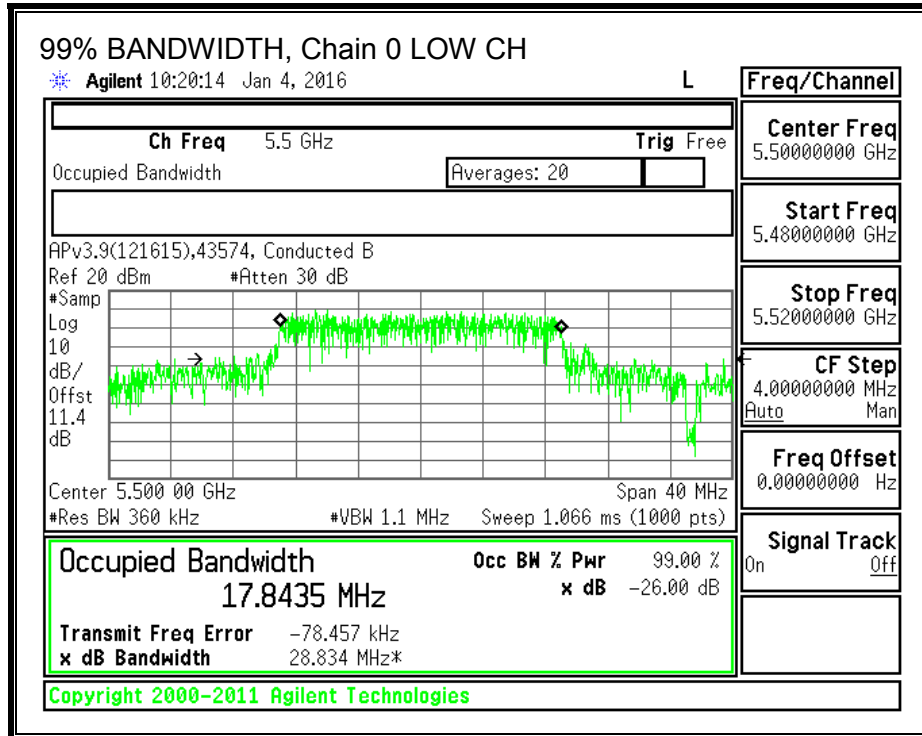 99% BANDWIDTH, Chain 0 LOW CH
Agilent 10:20:14 Jan 4, 2016 L
Freq/Channel
Ch Freq 5.5 GHz Trig Free
Occupied Bandwidth Averages: 20
APv3.9(121615),43574, Conducted B
Ref 20 dBm #Atten 30 dB
#Samp
Log
10
dB/
Offst
11.4
dB
Center 5.500 00 GHz Span 40 MHz
#Res BW 360 kHz #VBW 1.1 MHz Sweep 1.066 ms (1000 pts)
Occupied Bandwidth Occ BW % Pwr 99.00 %
17.8435 MHz x dB -26.00 dB
Transmit Freq Error -78.457 kHz
x dB Bandwidth 28.834 MHz*
Copyright 2000-2011 Agilent Technologies
Center Freq
5.50000000 GHz
Start Freq
5.48000000 GHz
Stop Freq
5.52000000 GHz
CF Step
4.00000000 MHz
Auto Man
Freq Offset
0.00000000 Hz
Signal Track
On Off